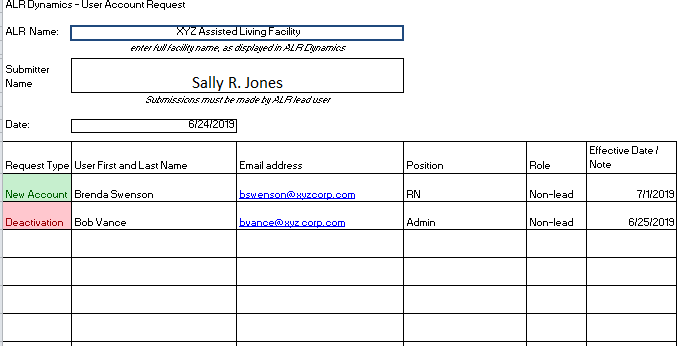 ALR Dynamics - User Account Request
ALR Name: XYZ Assisted Living Facility
enter full facility name, as displayed in ALR Dynamics
Submitter Name Sally R. Jones
Submissions must be made by ALR lead user
Date: 6/24/2019
Request Type User First and Last Name Email address Position Role Effective Date / Note
New Account Brenda Swenson bswenson@xyzcorp.com RN Non-lead 7/1/2019
Deactivation Bob Vance bvance@xyz corp.com Admin Non-lead 6/25/2019